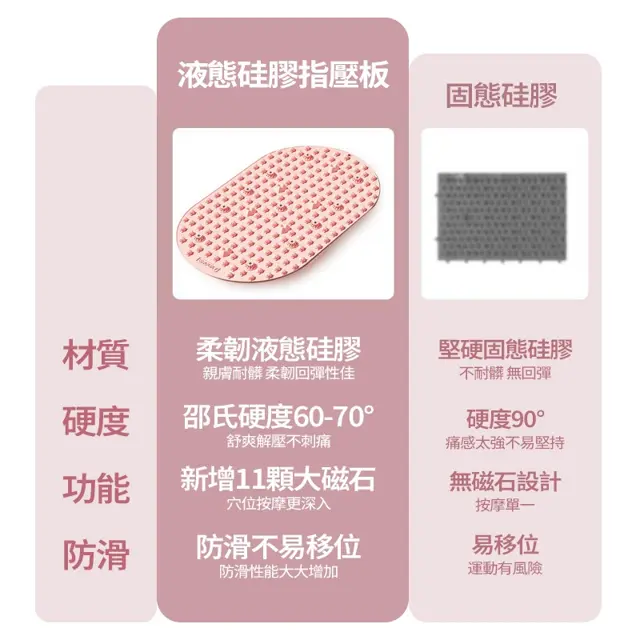 液態硅膠指壓板
固態硅膠
材質
柔韌液態硅膠
親膚耐髒 柔韌回彈性佳
堅硬固態硅膠
不耐髒 無回彈
硬度
邵氏硬度60-70°
舒爽解壓不刺痛
硬度90°
痛感太強不易堅持
功能
新增11顆大磁石
穴位按摩更深入
無磁石設計
按摩單一
防滑
防滑不易移位
防滑性能大大增加
易移位
運動有風險